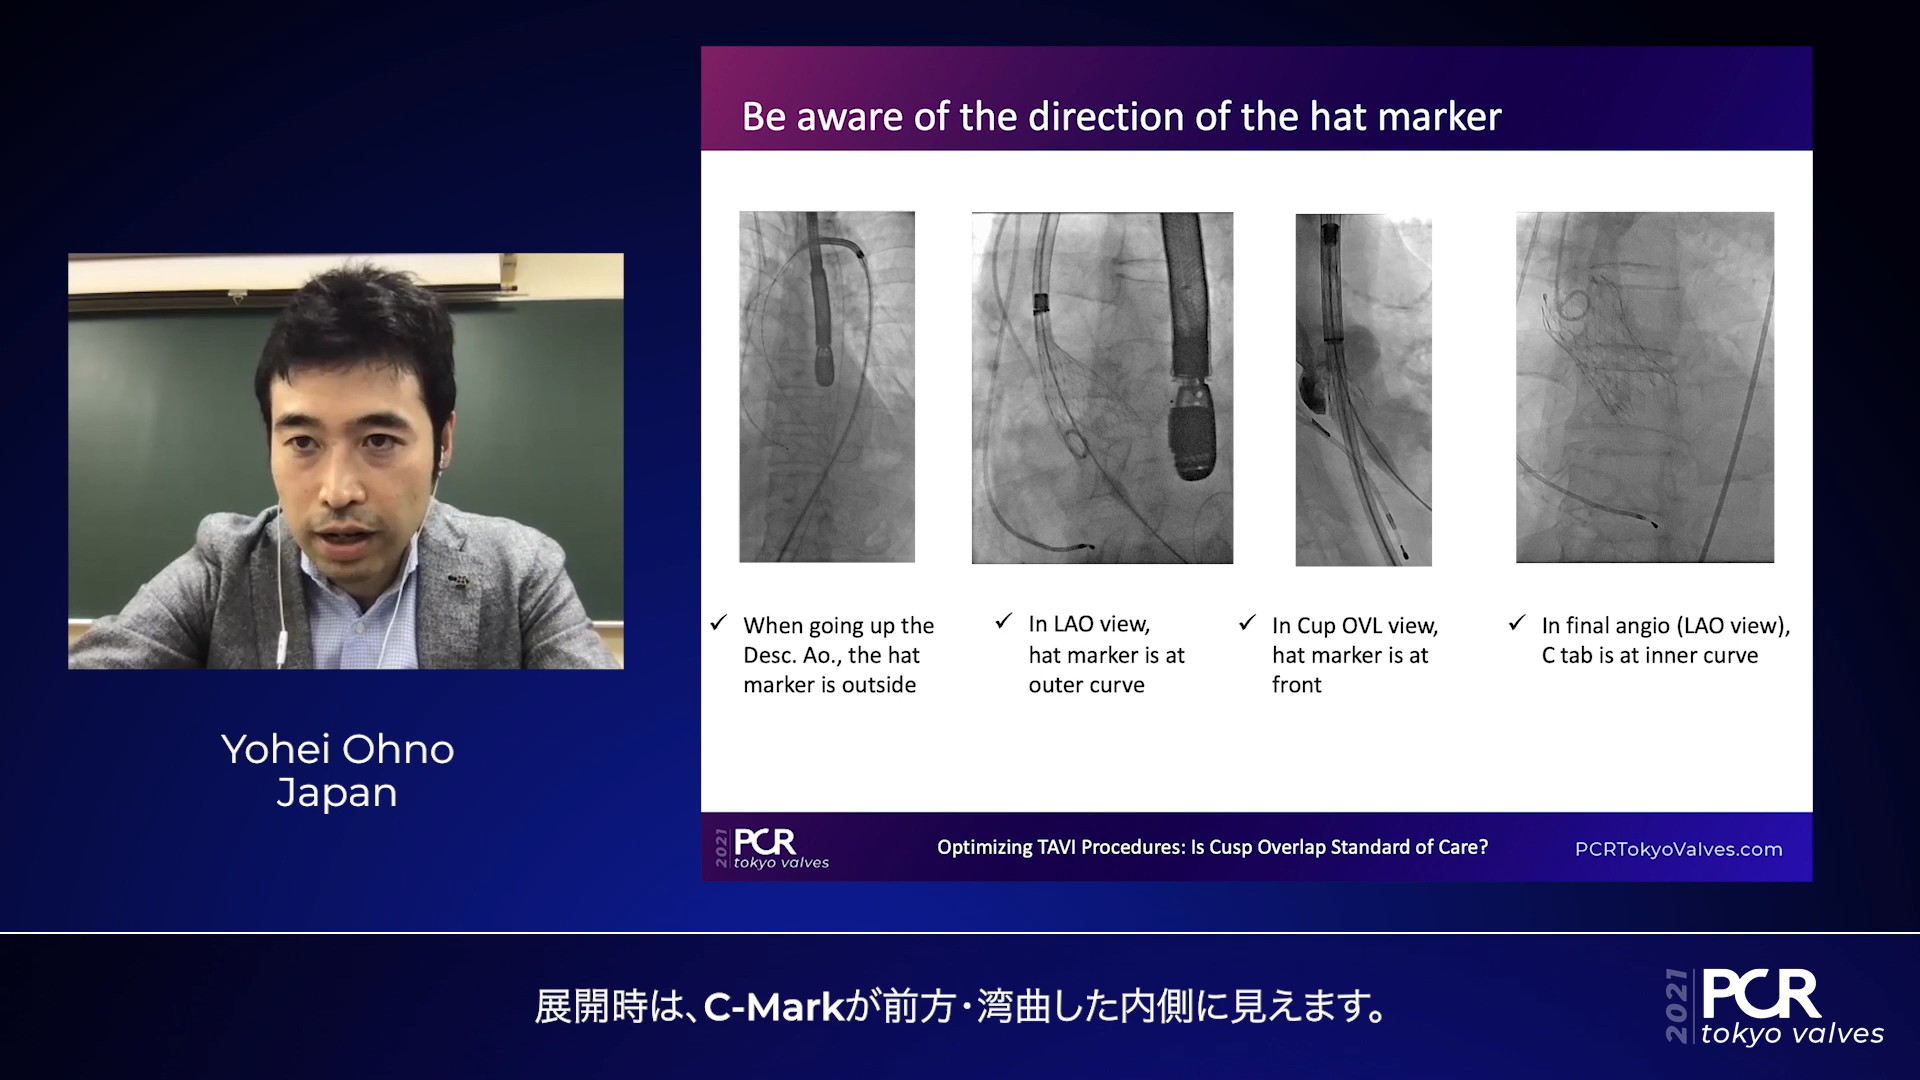 Be aware of the direction of the hat marker
✓ When going up the
Desc. Ao., the hat
marker is outside
✓ In LAO view,
hat marker is at
outer curve
✓ In Cup OVL view,
hat marker is at
front
✓ In final angio (LAO view),
C tab is at inner curve
Yohei Ohno
Japan
2021 PCR
tokyo valves
Optimizing TAVI Procedures: Is Cusp Overlap Standard of Care?
PCRTokyoValves.com
展開時は、C-Markが前方・湾曲した内側に見えます。
2021 PCR
tokyo valves